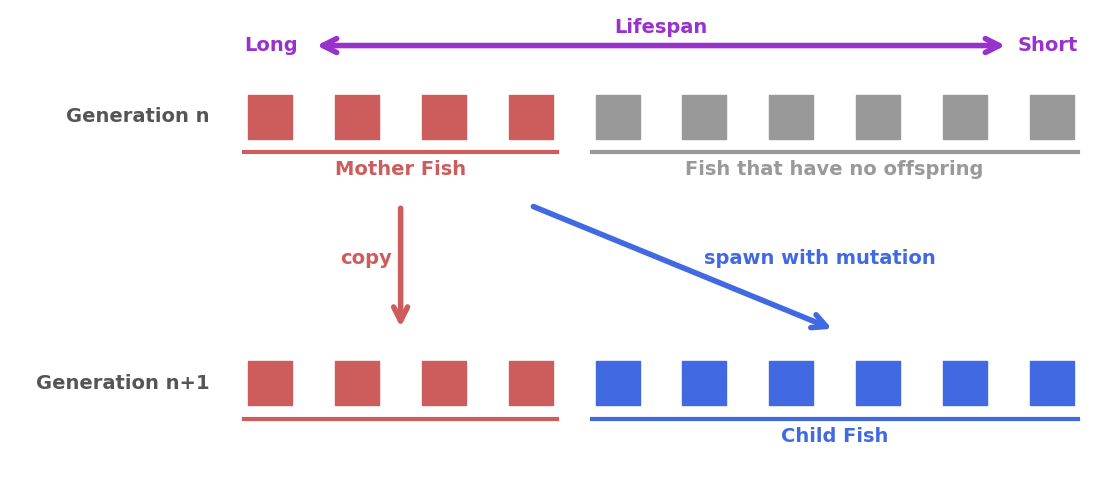 Lifespan
Long
Short
Generation n
Mother Fish
Fish that have no offspring
copy
spawn with mutation
Generation n+1
Child Fish